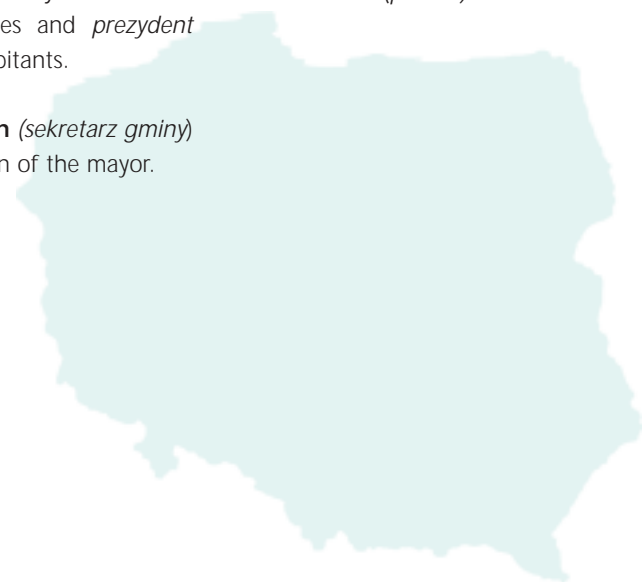 es and prezydent
bitants.
n (sekretarz gminy)
n of the mayor.